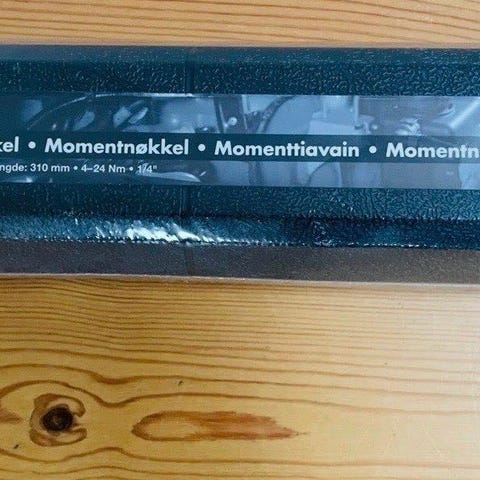 kel • Momentnøkkel • Momenttiavain • Momentn
ngde: 310 mm • 4–24 Nm • 1/4"